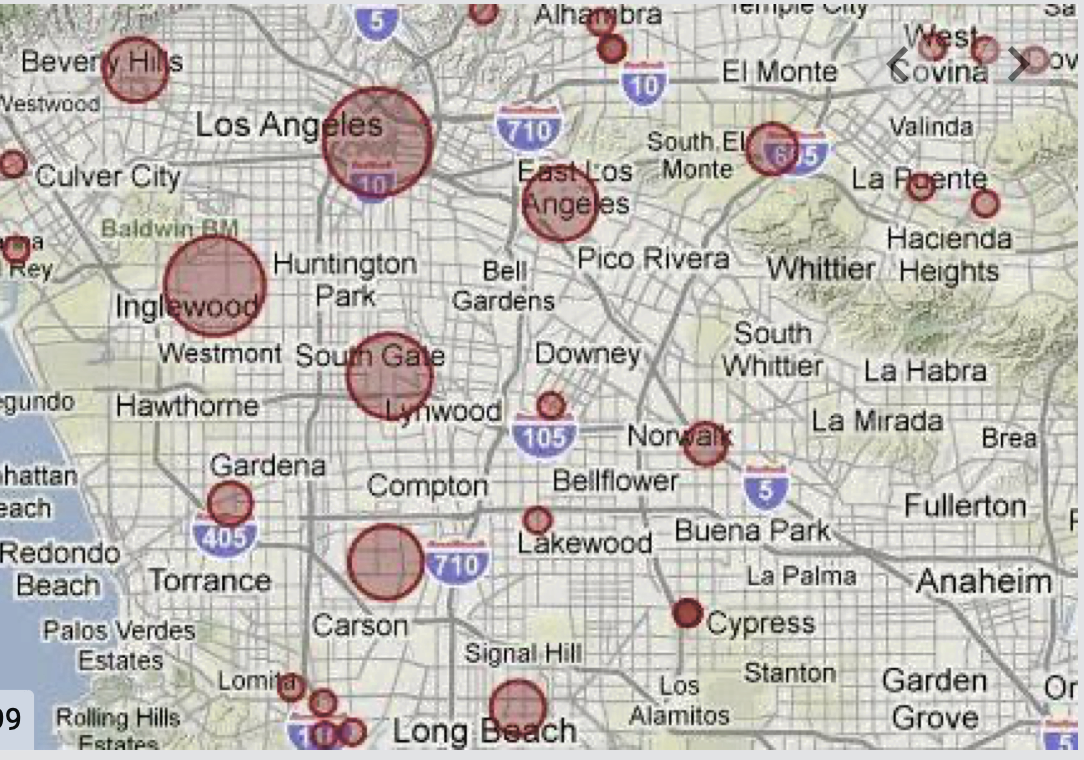 5
Alhambra
Temple City
Beverly Hills
West
Covina
El Monte
10
Westwood
Los Angeles
710
Valinda
South El
Monte
605
Culver City
10
East Los
Angeles
La Puente
Baldwin BM
Rey
Huntington
Park
Bell
Gardens
Pico Rivera
Whittier
Hacienda
Heights
Inglewood
Westmont
South Gate
Downey
South
Whittier
La Habra
egundo
Hawthorne
Lynwood
105
Norwalk
La Mirada
Brea
Gardena
nhattan
each
Compton
Bellflower
5
Fullerton
405
Lakewood
Buena Park
Redondo
Beach
Torrance
710
La Palma
Anaheim
Palos Verdes
Estates
Carson
Cypress
Signal Hill
Lomita
Los
Alamitos
Stanton
Garden
Grove
Or
09
Rolling Hills
Estates
Long Beach
5